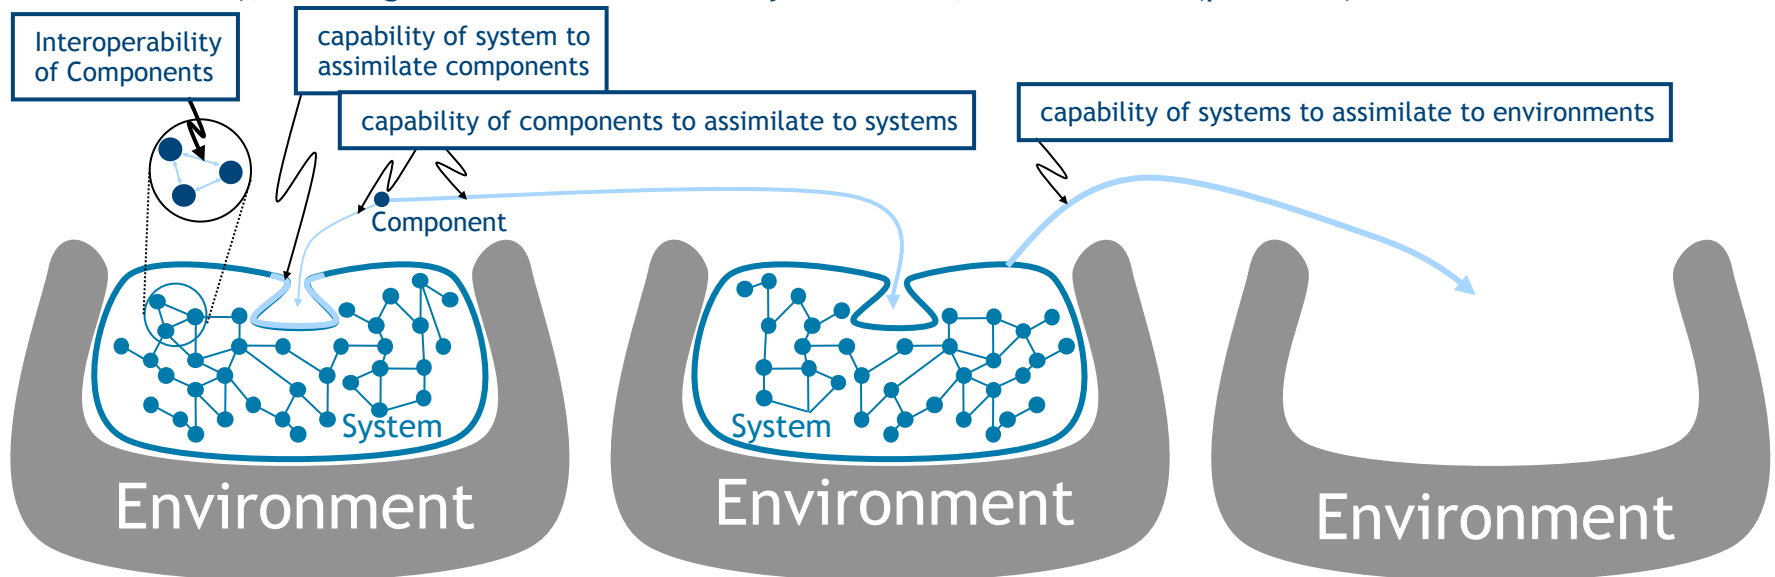 Interoperability
of Components
capability of system to
assimilate components
capability of components to assimilate to systems
capability of systems to assimilate to environments
Component
System
System
Environment
Environment
Environment